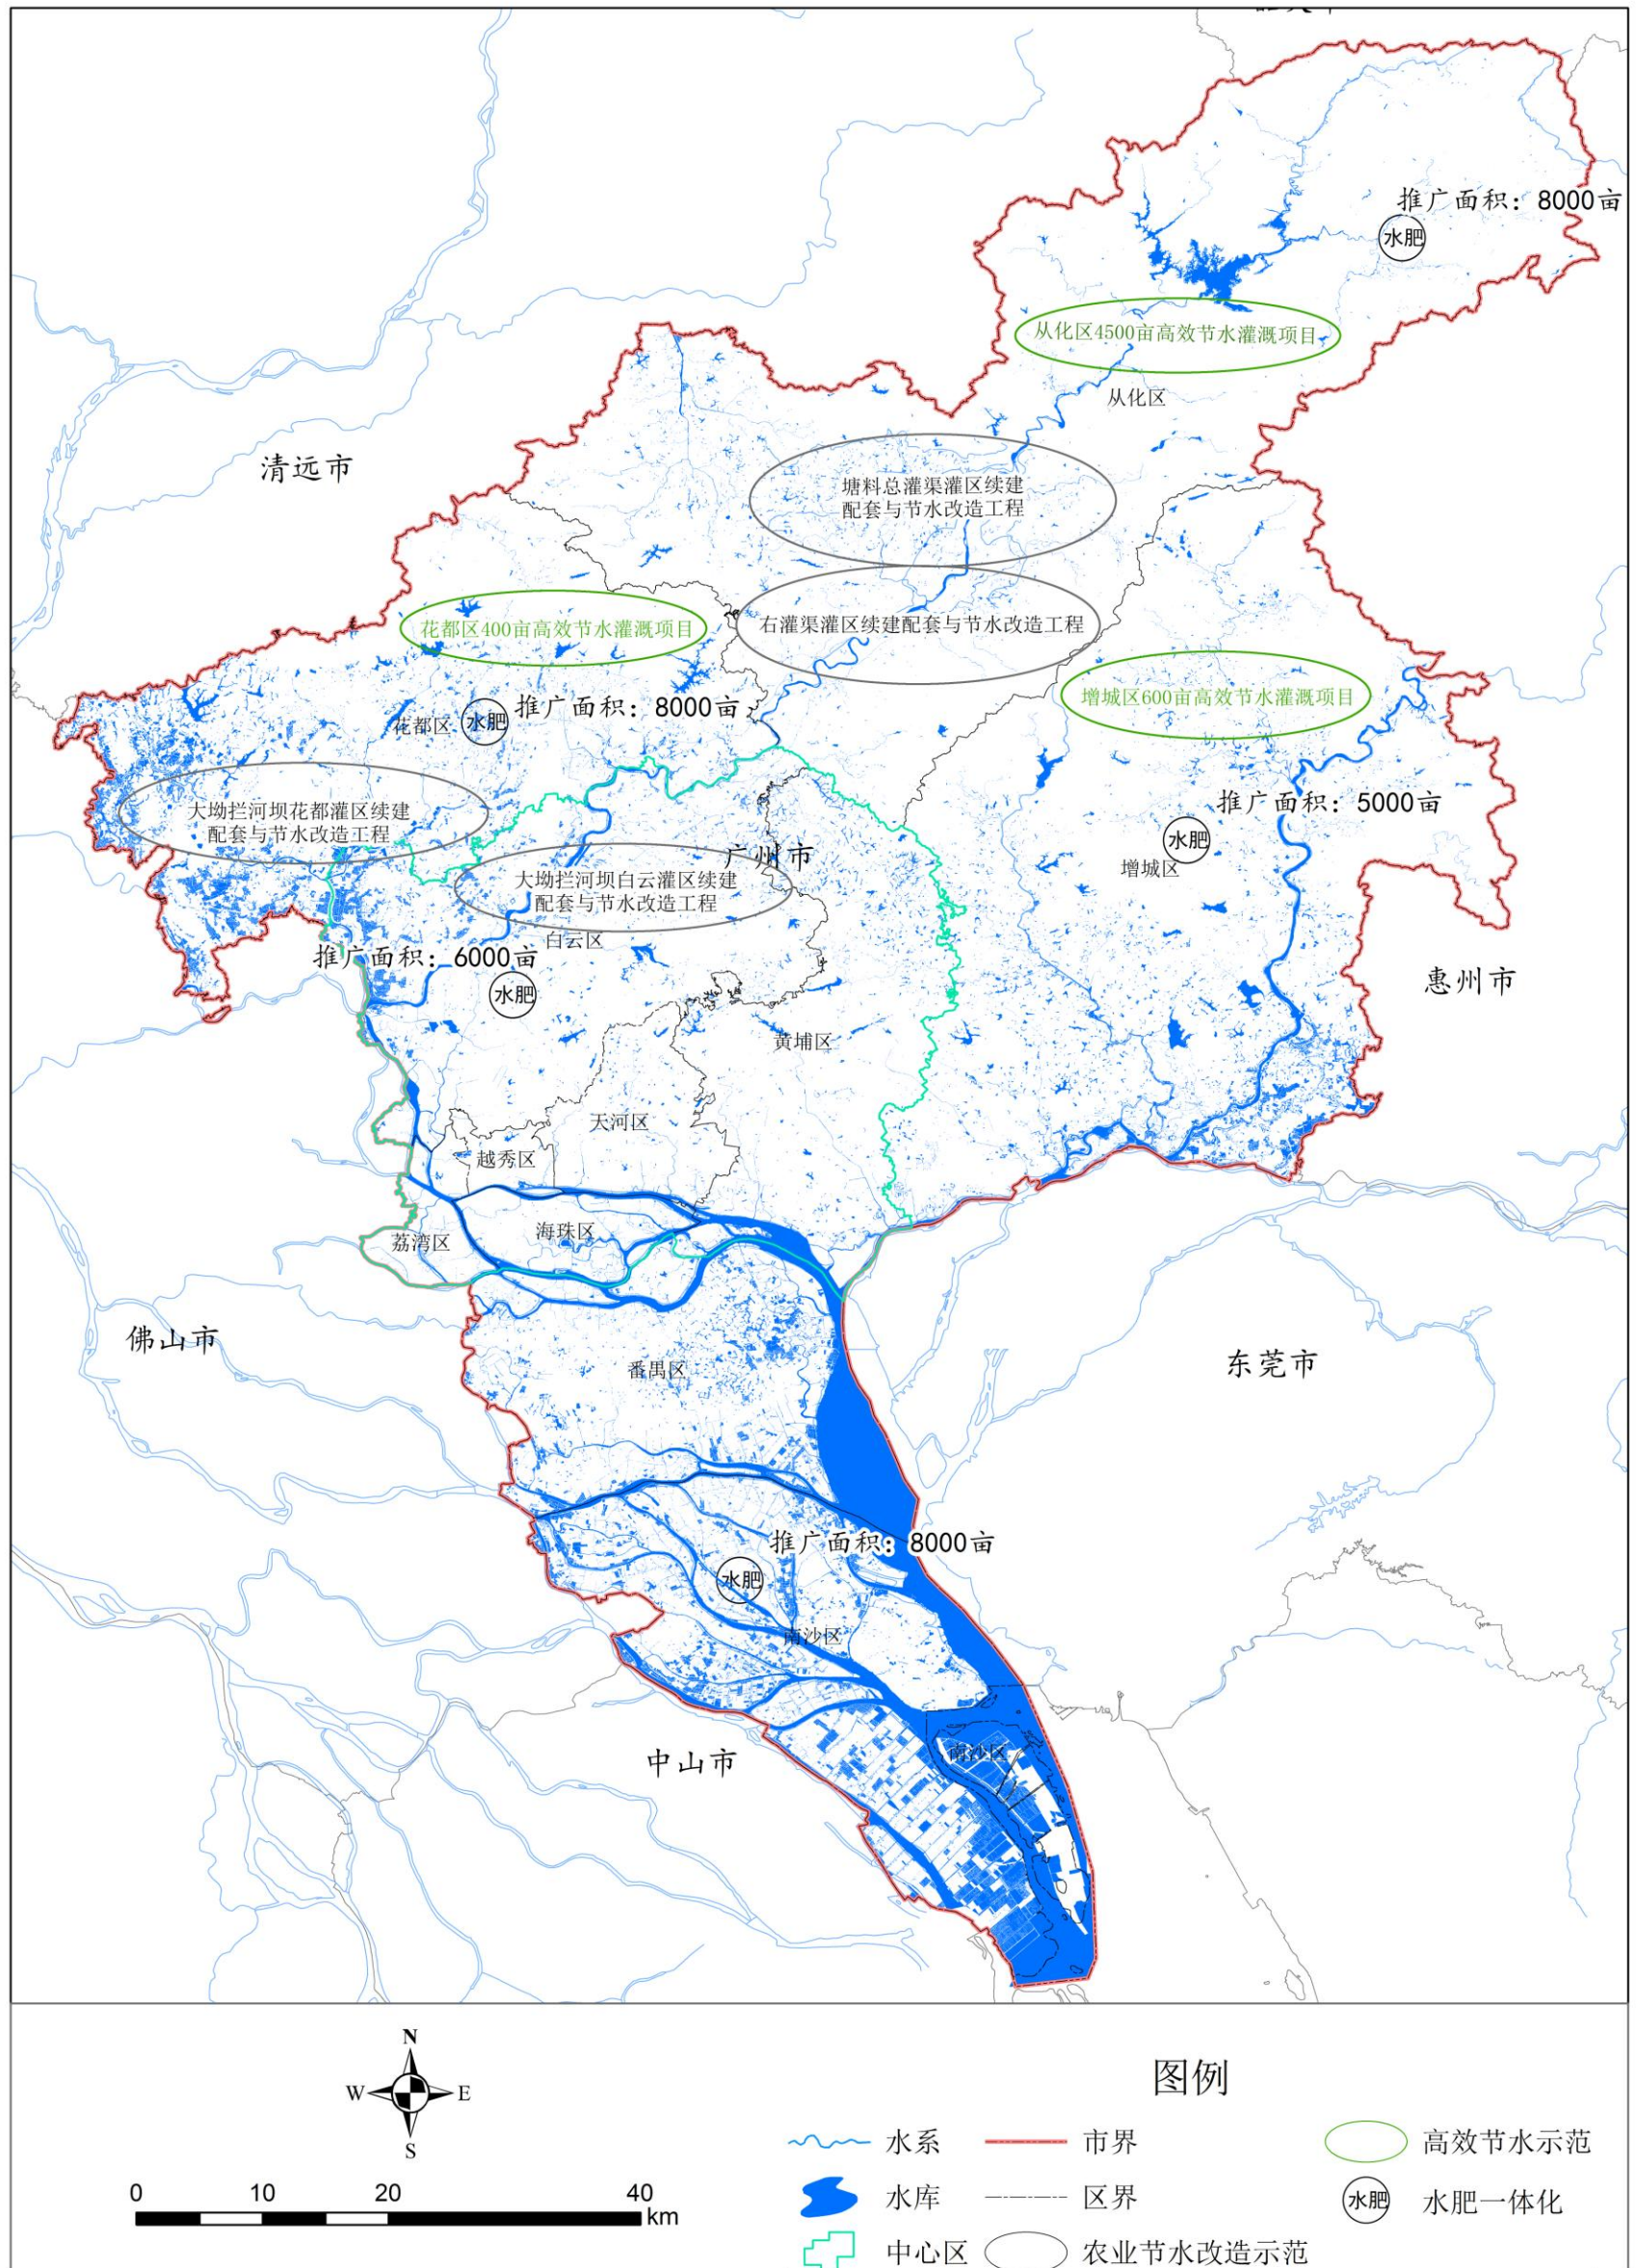 推广面积：8000亩
水肥
从化区4500亩高效节水灌溉项目
从化区
清远市
塘料总灌渠灌区续建
配套与节水改造工程
花都区400亩高效节水灌溉项目
右灌渠灌区续建配套与节水改造工程
增城区600亩高效节水灌溉项目
推广面积：8000亩
花都区
水肥
大坳拦河坝花都灌区续建
配套与节水改造工程
推广面积：5000亩
水肥
增城区
广州市
大坳拦河坝白云灌区续建
配套与节水改造工程
白云区
推广面积：6000亩
水肥
惠州市
黄埔区
天河区
越秀区
海珠区
荔湾区
佛山市
番禺区
东莞市
推广面积：8000亩
水肥
南沙区
中山市
南沙区
N
W E
S
0 10 20 40
km
图例
水系 市界 高效节水示范
水库 区界 水肥 水肥一体化
中心区 农业节水改造示范